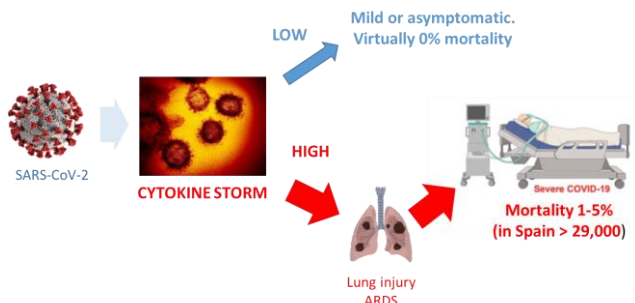 SARS-CoV-2
CYTOKINE STORM
LOW
Mild or asymptomatic.
Virtually 0% mortality
HIGH
Lung injury
ARDS
Severe COVID-19
Mortality 1-5%
(in Spain > 29,000)